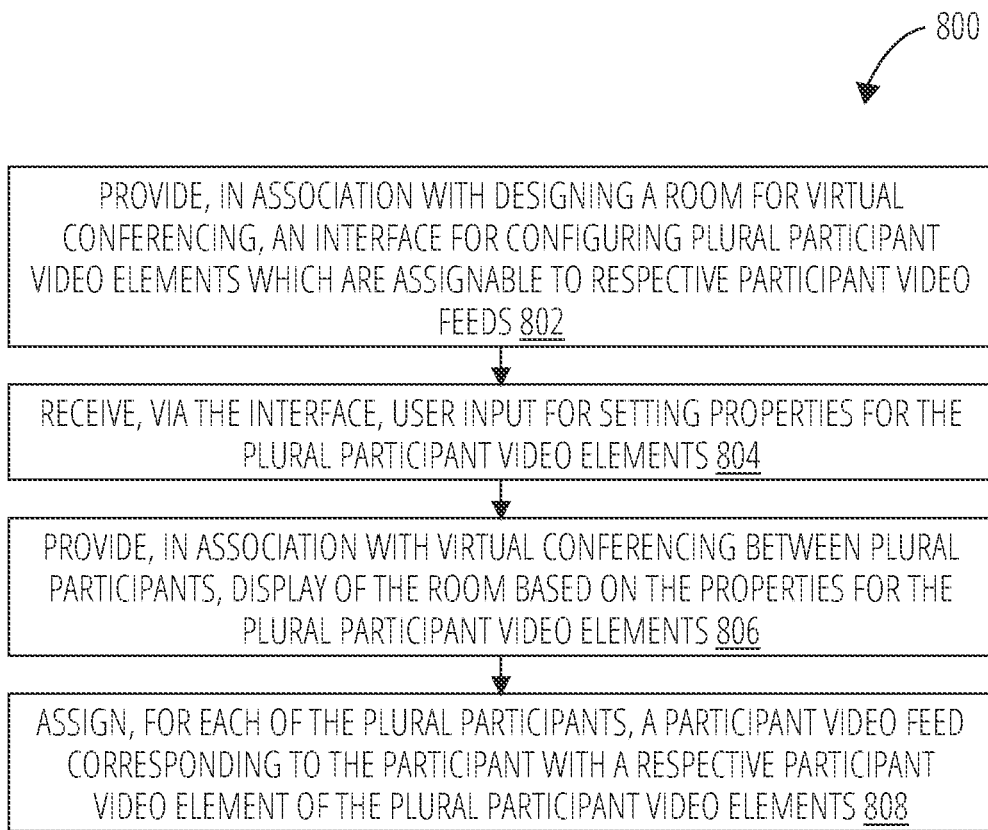 800
PROVIDE, IN ASSOCIATION WITH DESIGNING A ROOM FOR VIRTUAL
CONFERENCING, AN INTERFACE FOR CONFIGURING PLURAL PARTICIPANT
VIDEO ELEMENTS WHICH ARE ASSIGNABLE TO RESPECTIVE PARTICIPANT VIDEO
FEEDS 802
RECEIVE, VIA THE INTERFACE, USER INPUT FOR SETTING PROPERTIES FOR THE
PLURAL PARTICIPANT VIDEO ELEMENTS 804
PROVIDE, IN ASSOCIATION WITH VIRTUAL CONFERENCING BETWEEN PLURAL
PARTICIPANTS, DISPLAY OF THE ROOM BASED ON THE PROPERTIES FOR THE
PLURAL PARTICIPANT VIDEO ELEMENTS 806
ASSIGN, FOR EACH OF THE PLURAL PARTICIPANTS, A PARTICIPANT VIDEO FEED
CORRESPONDING TO THE PARTICIPANT WITH A RESPECTIVE PARTICIPANT
VIDEO ELEMENT OF THE PLURAL PARTICIPANT VIDEO ELEMENTS 808